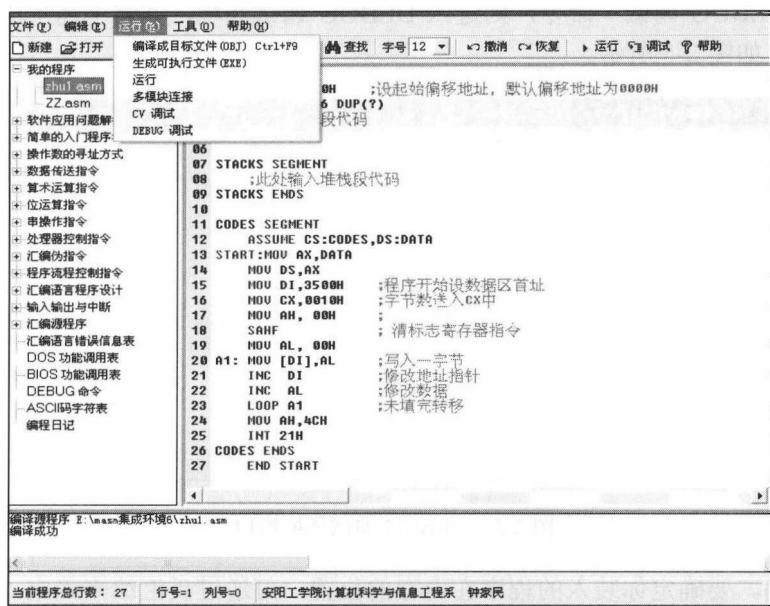 文件(F) 编辑(E) 运行(R) 工具(Q) 帮助(H)
新建 打开 查找 字号 12 撤消 恢复 运行 调试 帮助
编译成目标文件(OBJ) Ctrl+F9
生成可执行文件(EXE)
运行
多模块连接
CV 调试
DEBUG 调试
我的程序
zhu1.asm
ZZ.asm
软件应用问题解
简单的入门程序
操作数的寻址方式
数据传送指令
算术运算指令
位运算指令
串操作指令
处理器控制指令
汇编伪指令
程序流程控制指令
汇编语言程序设计
输入输出与中断
汇编源程序
汇编语言错误信息表
DOS 功能调用表
BIOS 功能调用表
DEBUG 命令
ASCII码字符表
编程日记
0H ;设起始偏移地址，默认偏移地址为0000H
6 DUP(?)
段代码
06
07 STACKS SEGMENT
08 ;此处输入堆栈段代码
09 STACKS ENDS
10
11 CODES SEGMENT
12 ASSUME CS:CODES,DS:DATA
13 START:MOV AX,DATA
14 MOV DS,AX
15 MOV DI,3500H ;程序开始设数据区首址
16 MOV CX,0010H ;字节数送入CX中
17 MOV AH, 00H ;
18 SAHF ; 清标志寄存器指令
19 MOV AL, 00H
20 A1: MOV [DI],AL ;写入一字节
21 INC DI ;修改地址指针
22 INC AL ;修改数据
23 LOOP A1 ;未填完转移
24 MOV AH,4CH
25 INT 21H
26 CODES ENDS
27 END START
编译源程序 E:\masm集成环境6\zhu1.asm
编译成功
当前程序总行数： 27 行号=1 列号=0 安阳工学院计算机科学与信息工程系 钟家民